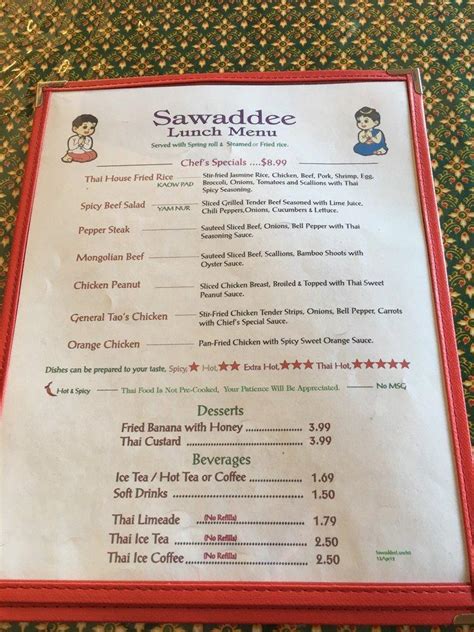 Sawaddee
Lunch Menu
Served with Spring roll & Steamed or Fried rice.
Chef's Specials ....$8.99
Thai House Fried Rice — Stir-fried Jasmine Rice, Chicken, Beef, Pork, Shrimp, Egg,
KAOW PAD Broccoli, Onions, Tomatoes and Scallions with Thai
Spicy Seasoning.
Spicy Beef Salad — YAM NUR — Sliced Grilled Tender Beef Seasoned with Lime Juice,
Chili Peppers,Onions, Cucumbers & Lettuce.
Pepper Steak — Sauteed Sliced Beef, Onions, Bell Pepper with Thai
Seasoning Sauce.
Mongolian Beef — Sauteed Sliced Beef, Scallions, Bamboo Shoots with
Oyster Sauce.
Chicken Peanut — Sliced Chicken Breast, Broiled & Topped with Thai Sweet
Peanut Sauce.
General Tao's Chicken — Stir-Fried Chicken Tender Strips, Onions, Bell Pepper, Carrots
with Chef's Special Sauce.
Orange Chicken — Pan-Fried Chicken with Spicy Sweet Orange Sauce.
Dishes can be prepared to your taste, Spicy,★ Hot,★★ Extra Hot,★★★ Thai Hot,★★★★★
Hot & Spicy — Thai Food Is Not Pre-Cooked, Your Patience Will Be Appreciated. — No MSG
Desserts
Fried Banana with Honey ............... 3.99
Thai Custard ............... 3.99
Beverages
Ice Tea / Hot Tea or Coffee ............... 1.69
Soft Drinks ............... 1.50
Thai Limeade (No Refills) ............... 1.79
Thai Ice Tea (No Refills) ............... 2.50
Thai Ice Coffee (No Refills) ............... 2.50